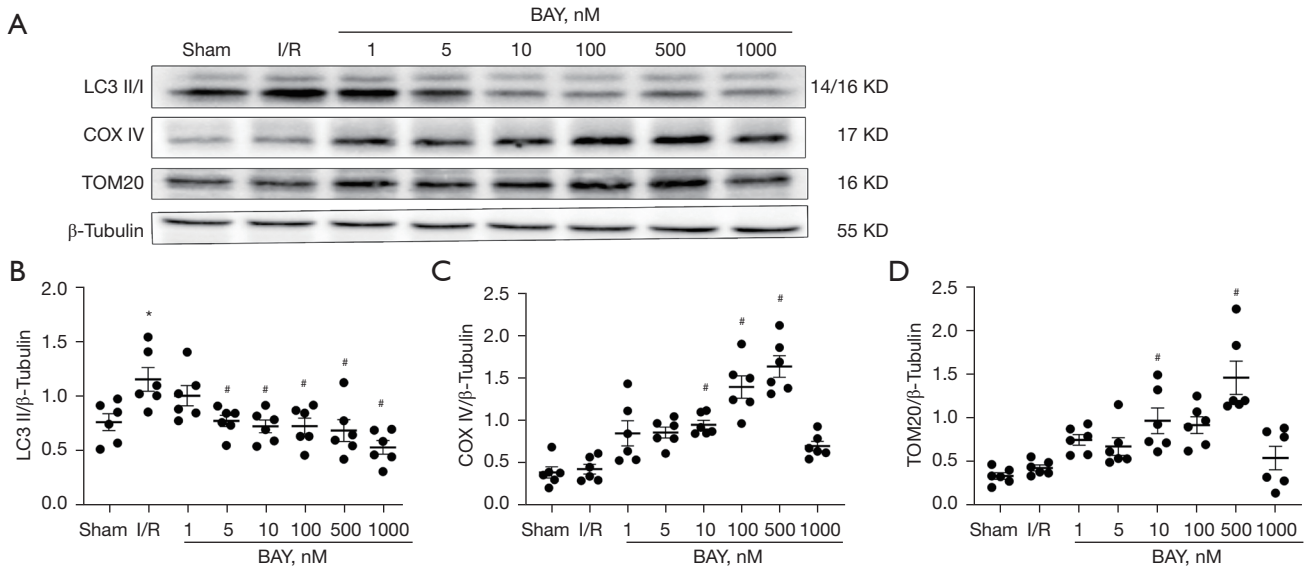 A
BAY, nM
Sham I/R 1 5 10 100 500 1000
LC3 II/I 14/16 KD
COX IV 17 KD
TOM20 16 KD
β-Tubulin 55 KD
B
LC3 II/β-Tubulin
2.0
1.5
1.0
0.5
0.0
*
# # # # #
Sham I/R 1 5 10 100 500 1000
BAY, nM
C
COX IV/β-Tubulin
2.5
2.0
1.5
1.0
0.5
0.0
# # #
Sham I/R 1 5 10 100 500 1000
BAY, nM
D
TOM20/β-Tubulin
2.5
2.0
1.5
1.0
0.5
0.0
# #
Sham I/R 1 5 10 100 500 1000
BAY, nM